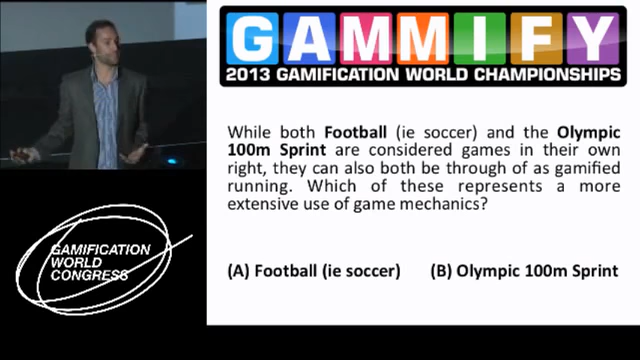 GAMMIFY
2013 GAMIFICATION WORLD CHAMPIONSHIPS
While both Football (ie soccer) and the Olympic
100m Sprint are considered games in their own
right, they can also both be through of as gamified
running. Which of these represents a more
extensive use of game mechanics?
(A) Football (ie soccer) (B) Olympic 100m Sprint
GAMIFICATION
WORLD
CONGRESS